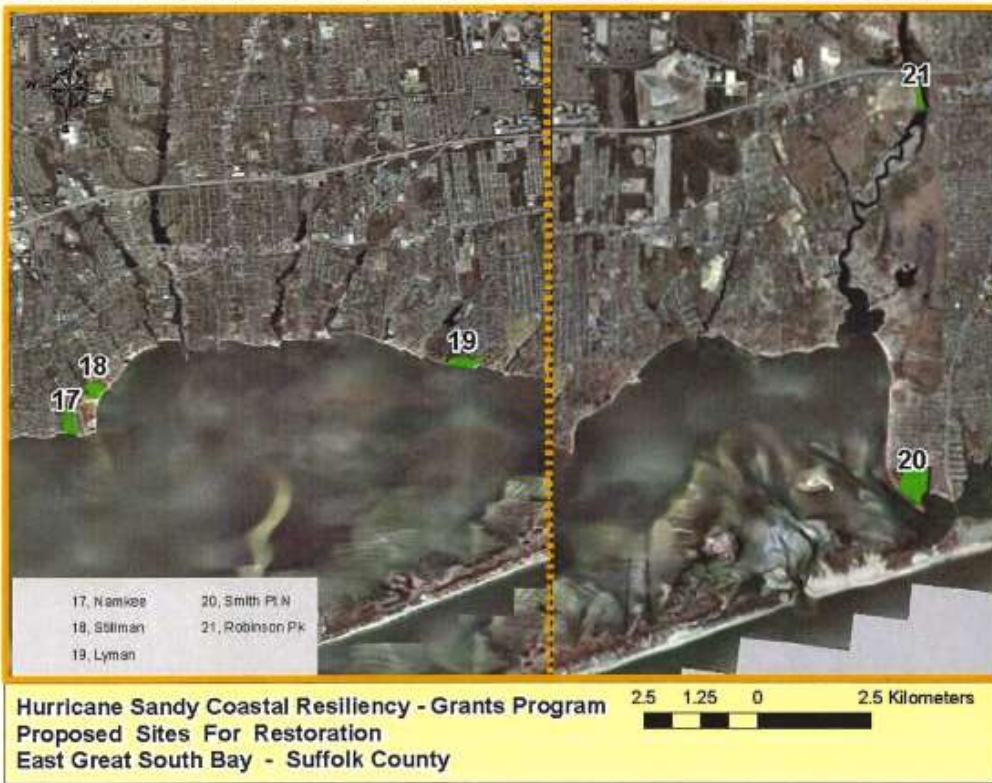 21
19
18
17
20
17, Namkee 20, Smith Pt N
18, Stillman 21, Robinson Pk
19, Lyman
Hurricane Sandy Coastal Resiliency - Grants Program
Proposed Sites For Restoration
East Great South Bay - Suffolk County
2.5 1.25 0 2.5 Kilometers